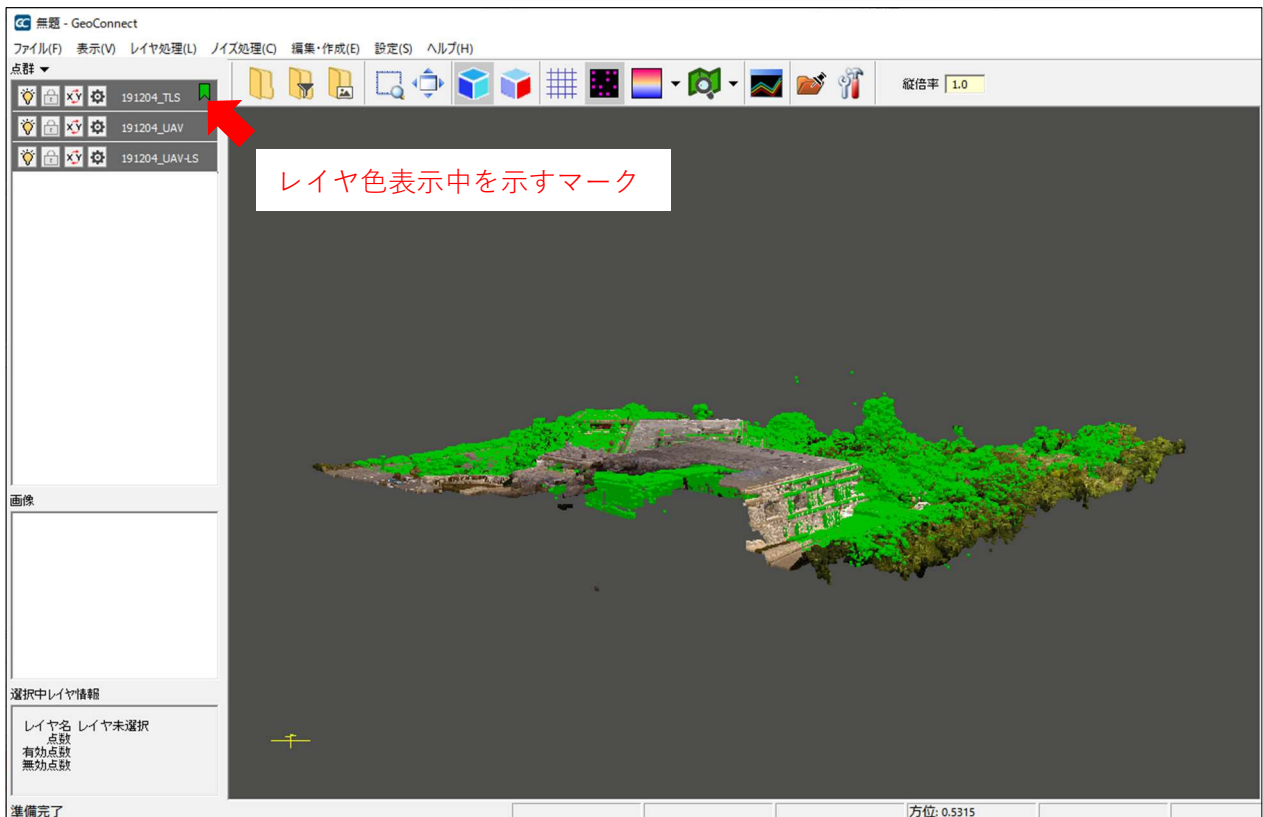 無題 - GeoConnect
ファイル(F) 表示(V) レイヤ処理(L) ノイズ処理(C) 編集・作成(E) 設定(S) ヘルプ(H)
点群
縦倍率 1.0
191204_TLS
191204_UAV
191204_UAV-LS
レイヤ色表示中を示すマーク
画像
選択中レイヤ情報
レイヤ名 レイヤ未選択
点数
有効点数
無効点数
準備完了
方位: 0.5315